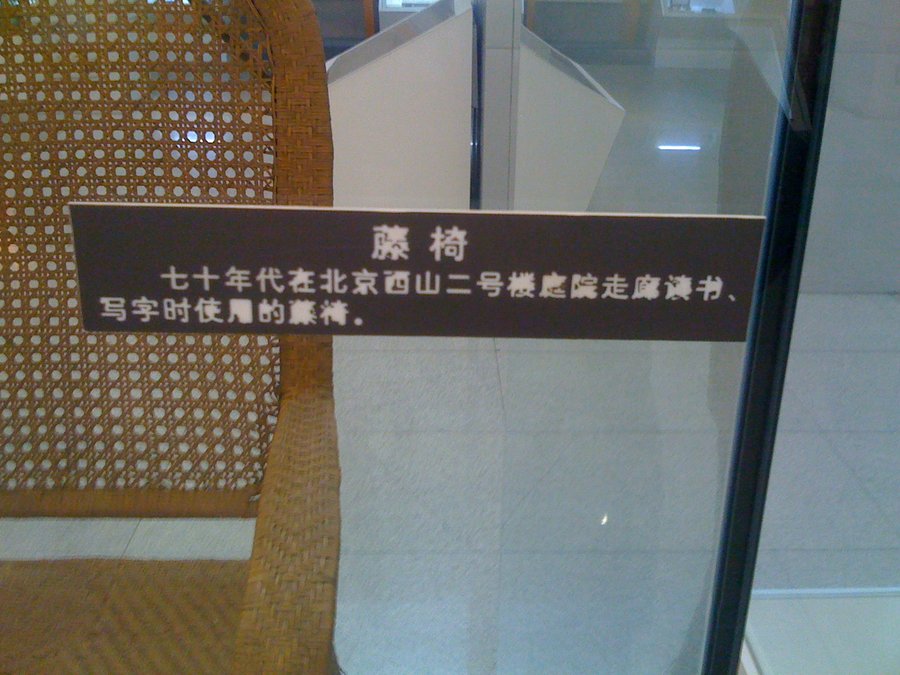 藤椅
七十年代在北京西山二号楼庭院走廊读书、
写字时使用的藤椅。